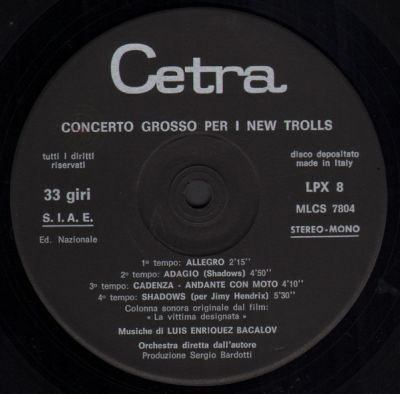 Cetra
CONCERTO GROSSO PER I NEW TROLLS
tutti i diritti
riservati
disco depositato
made in Italy
33 giri
LPX 8
S. I. A. E.
MLCS 7804
Ed. Nazionale
STEREO-MONO
1º tempo: ALLEGRO 2'15"
2º tempo: ADAGIO (Shadows) 4'50"
3º tempo: CADENZA - ANDANTE CON MOTO 4'10"
4º tempo: SHADOWS (per Jimy Hendrix) 5'30"
Colonna sonora originale dal film:
« La vittima designata »
Musiche di LUIS ENRIQUEZ BACALOV
Orchestra diretta dall'autore
Produzione Sergio Bardotti